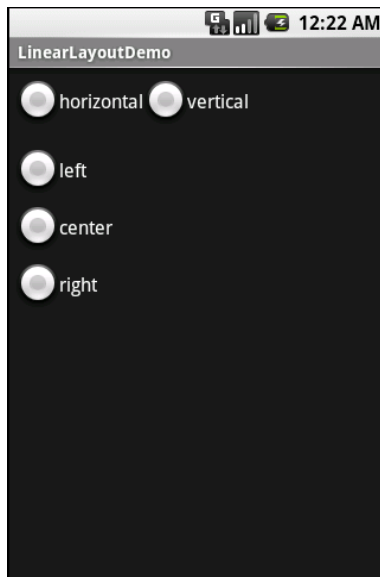 G 12:22 AM
LinearLayoutDemo
horizontal vertical
left
center
right